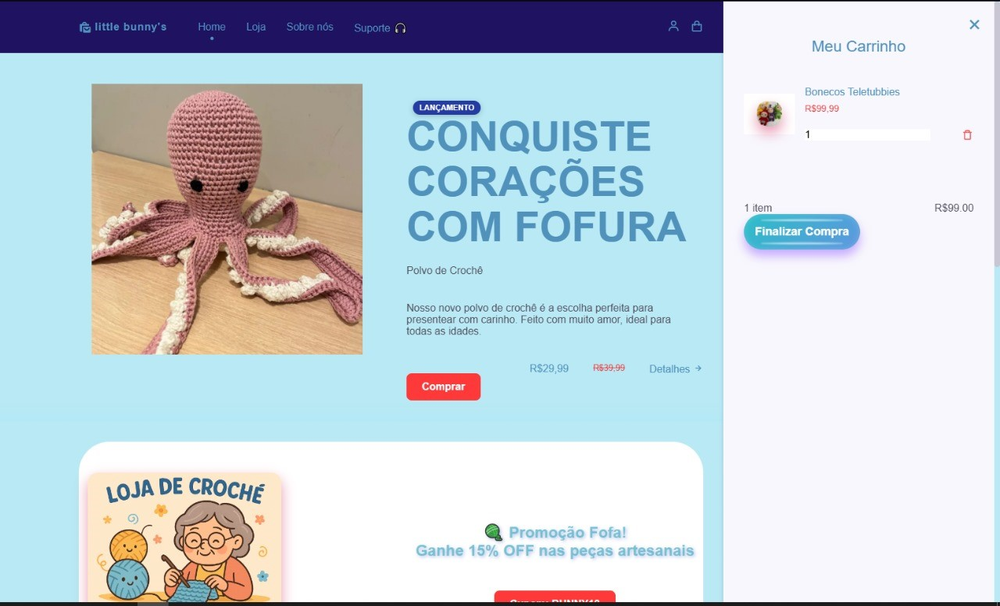 little bunny's
Home
Loja
Sobre nós
Suporte
LANÇAMENTO
CONQUISTE
CORAÇÕES
COM FOFURA
Polvo de Crochê
Nosso novo polvo de crochê é a escolha perfeita para
presentear com carinho. Feito com muito amor, ideal para
todas as idades.
R$29,99
R$39,99
Detalhes →
Comprar
LOJA DE CROCHÉ
Promoção Fofa!
Ganhe 15% OFF nas peças artesanais
Meu Carrinho
Bonecos Teletubbies
R$99,99
1
1 item
R$99.00
Finalizar Compra